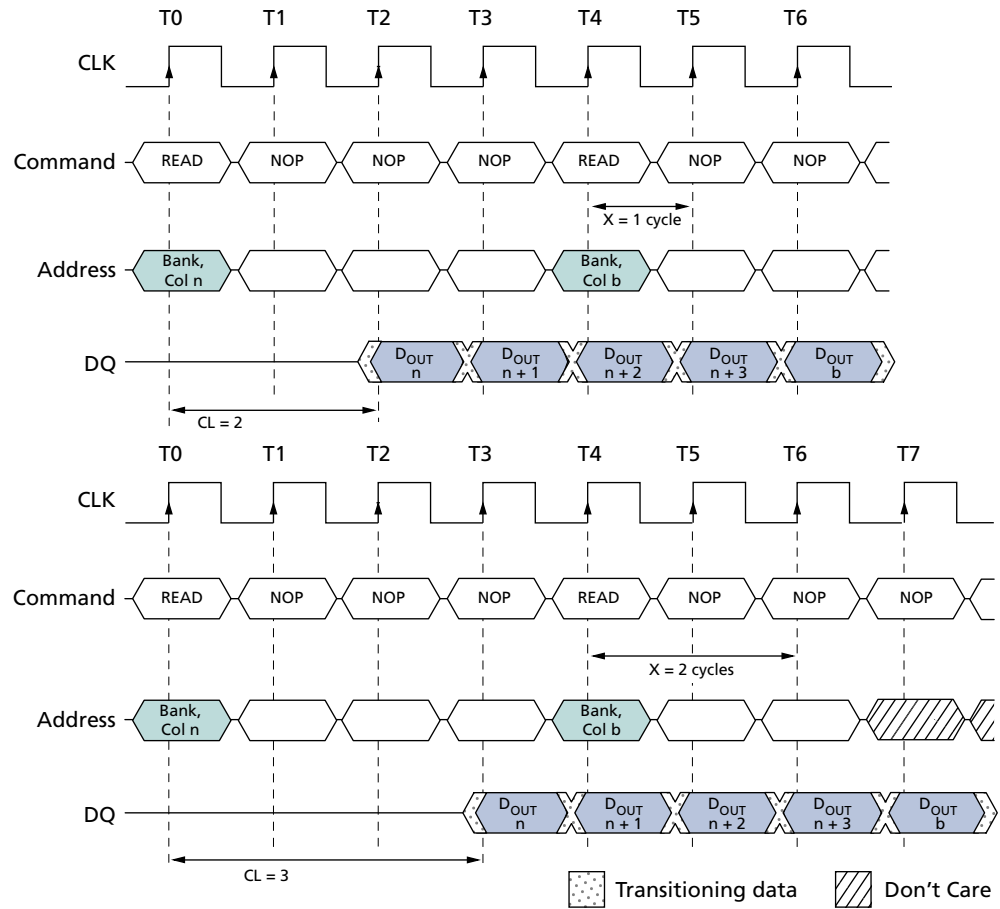 T0 T1 T2 T3 T4 T5 T6
CLK
Command READ NOP NOP NOP READ NOP NOP
X = 1 cycle
Address Bank, Col n Bank, Col b
DQ DOUT n DOUT n + 1 DOUT n + 2 DOUT n + 3 DOUT b
CL = 2
T0 T1 T2 T3 T4 T5 T6 T7
CLK
Command READ NOP NOP NOP READ NOP NOP NOP
X = 2 cycles
Address Bank, Col n Bank, Col b
DQ DOUT n DOUT n + 1 DOUT n + 2 DOUT n + 3 DOUT b
CL = 3
Transitioning data Don't Care